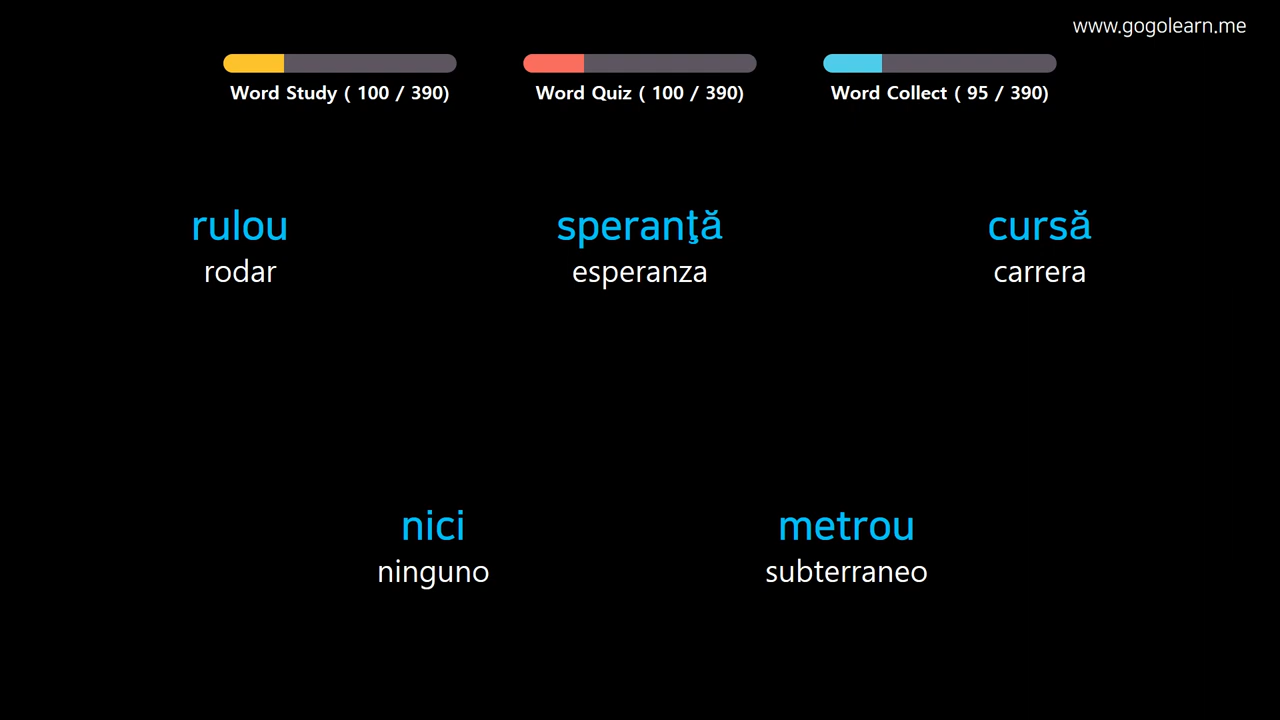 www.gogolearn.me
Word Study ( 100 / 390)
Word Quiz ( 100 / 390)
Word Collect ( 95 / 390)
rulou
rodar
speranţă
esperanza
cursă
carrera
nici
ninguno
metrou
subterraneo